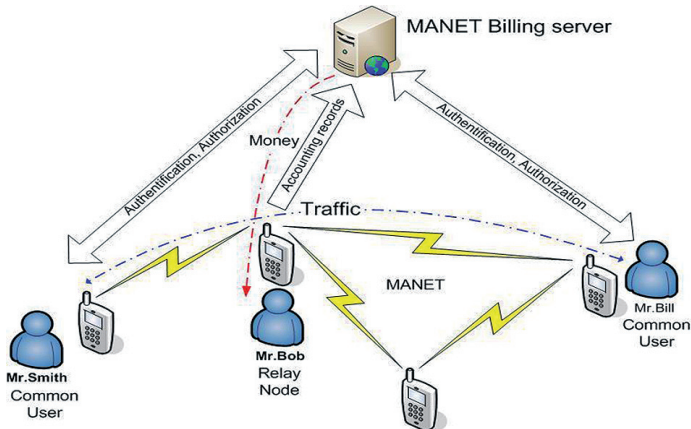 MANET Billing server
Authentification, Authorization
Money
Accounting records
Authentification, Authorization
Traffic
MANET
Mr.Smith
Common
User
Mr.Bob
Relay
Node
Mr.Bill
Common
User